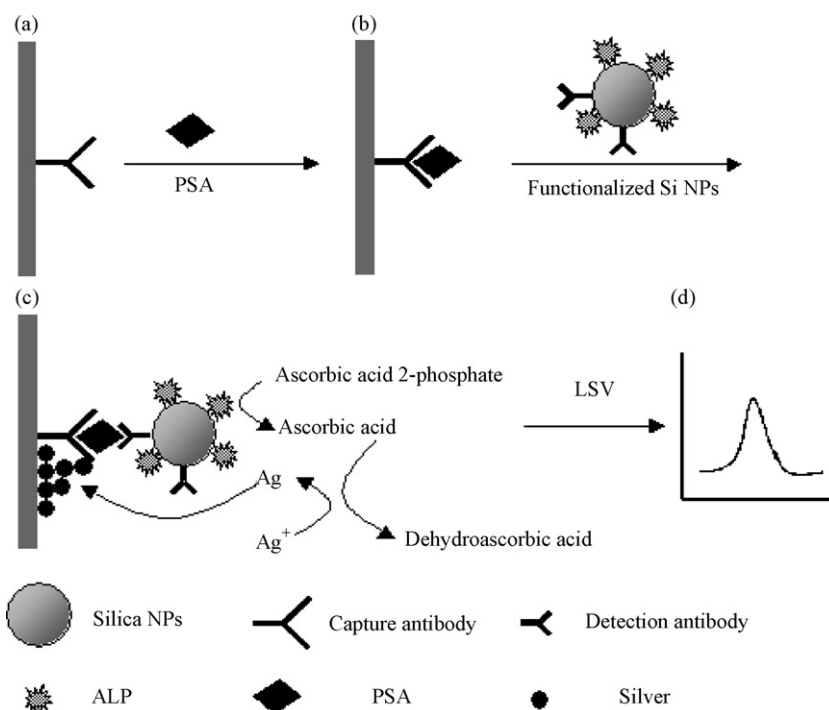 (a)
PSA
(b)
Functionalized Si NPs
(c)
Ascorbic acid 2-phosphate
Ascorbic acid
Ag
Ag⁺
Dehydroascorbic acid
LSV
(d)
Silica NPs
Capture antibody
Detection antibody
ALP
PSA
Silver